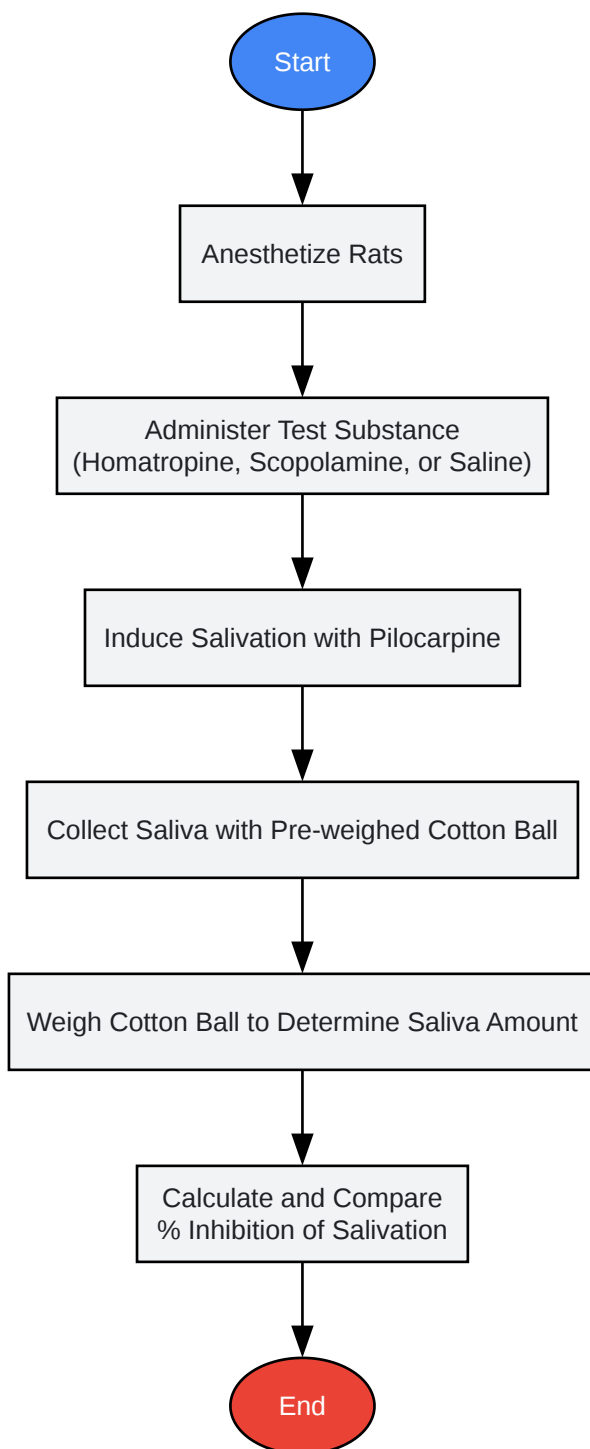 Start
Anesthetize Rats
Administer Test Substance
(Homatropine, Scopolamine, or Saline)
Induce Salivation with Pilocarpine
Collect Saliva with Pre-weighed Cotton Ball
Weigh Cotton Ball to Determine Saliva Amount
Calculate and Compare
% Inhibition of Salivation
End